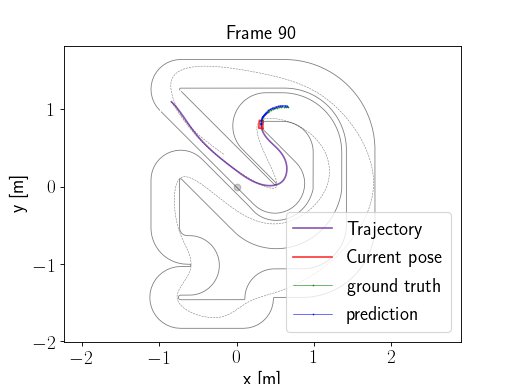 Frame 90
1
0
−1
−2
y [m]
−2 −1 0 1 2
x [m]
Trajectory
Current pose
ground truth
prediction